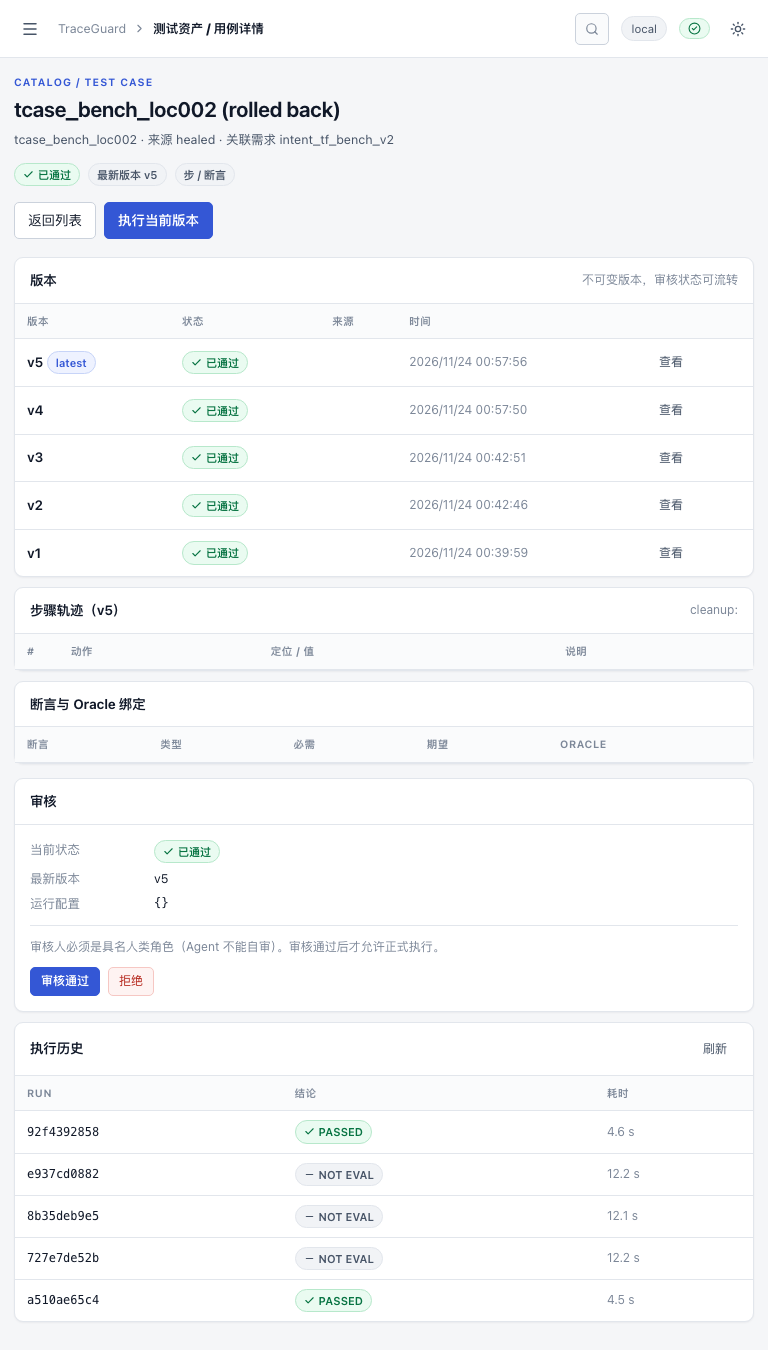 TraceGuard > 测试资产 / 用例详情 local
CATALOG / TEST CASE
tcase_bench_loc002 (rolled back)
tcase_bench_loc002 · 来源 healed · 关联需求 intent_tf_bench_v2
已通过 最新版本 v5 步 / 断言
返回列表 执行当前版本
版本 不可变版本，审核状态可流转
版本 状态 来源 时间
v5 latest 已通过 2026/11/24 00:57:56 查看
v4 已通过 2026/11/24 00:57:50 查看
v3 已通过 2026/11/24 00:42:51 查看
v2 已通过 2026/11/24 00:42:46 查看
v1 已通过 2026/11/24 00:39:59 查看
步骤轨迹（v5） cleanup:
# 动作 定位 / 值 说明
断言与 Oracle 绑定
断言 类型 必需 期望 ORACLE
审核
当前状态 已通过
最新版本 v5
运行配置 {}
审核人必须是具名人类角色（Agent 不能自审）。审核通过后才允许正式执行。
审核通过 拒绝
执行历史 刷新
RUN 结论 耗时
92f4392858 PASSED 4.6 s
e937cd0882 NOT EVAL 12.2 s
8b35deb9e5 NOT EVAL 12.1 s
727e7de52b NOT EVAL 12.2 s
a510ae65c4 PASSED 4.5 s